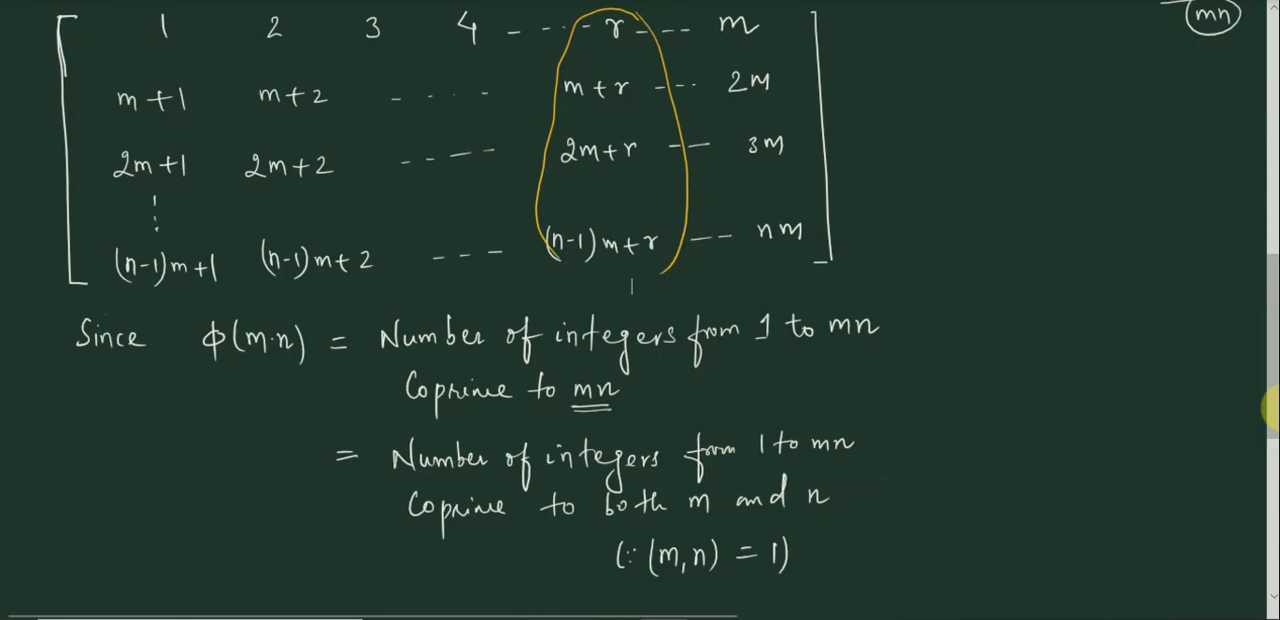 mn
1 2 3 4 - - - - r - - - m
m+1 m+2 - - - - m+r - - - 2m
2m+1 2m+2 - - - - 2m+r - - 3m
(n-1)m+1 (n-1)m+2 - - - - (n-1)m+r - - nm
Since ϕ(m·n) = Number of integers from 1 to mn
Coprime to mn
= Number of integers from 1 to mn
Coprime to both m and n
(∵ (m,n) = 1)